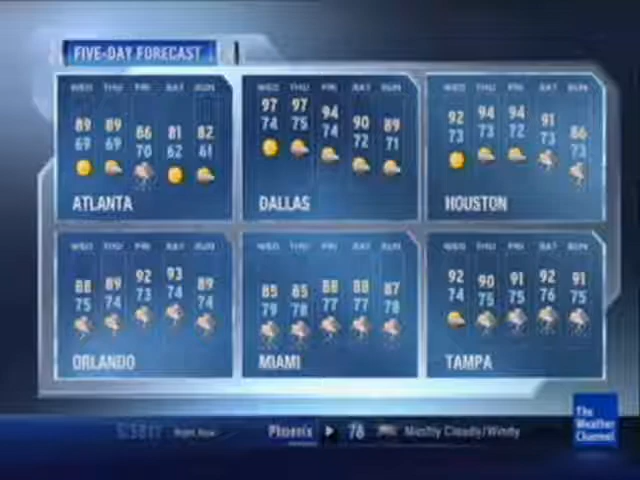 FIVE-DAY FORECAST
WED THU FRI SAT SUN
89 89 86 81 82
69 69 70 62 61
ATLANTA
WED THU FRI SAT SUN
97 97 94 90 89
74 75 74 72 71
DALLAS
WED THU FRI SAT SUN
92 94 94 91 86
73 73 72 73 73
HOUSTON
WED THU FRI SAT SUN
88 89 92 93 89
75 74 73 74 74
ORLANDO
WED THU FRI SAT SUN
85 85 88 88 87
79 78 77 77 78
MIAMI
WED THU FRI SAT SUN
92 90 91 92 91
74 75 75 76 75
TAMPA
Right Now
Phoenix 76 Mostly Cloudy/Windy
The
Weather
Channel